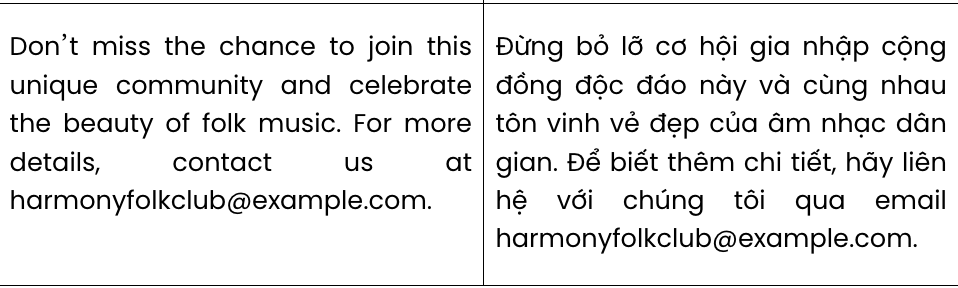 Don’t miss the chance to join this
unique community and celebrate
the beauty of folk music. For more
details, contact us at
harmonyfolkclub@example.com.
Đừng bỏ lỡ cơ hội gia nhập cộng
đồng độc đáo này và cùng nhau
tôn vinh vẻ đẹp của âm nhạc dân
gian. Để biết thêm chi tiết, hãy liên
hệ với chúng tôi qua email
harmonyfolkclub@example.com.